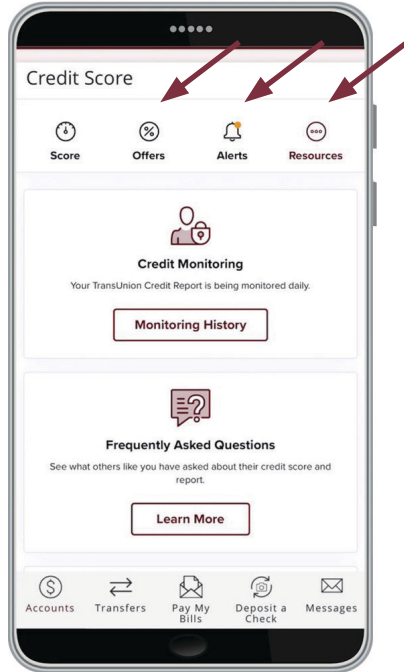 Credit Score
Score Offers Alerts Resources
Credit Monitoring
Your TransUnion Credit Report is being monitored daily.
Monitoring History
Frequently Asked Questions
See what others like you have asked about their credit score and
report.
Learn More
Accounts Transfers Pay My Bills Deposit a Check Messages